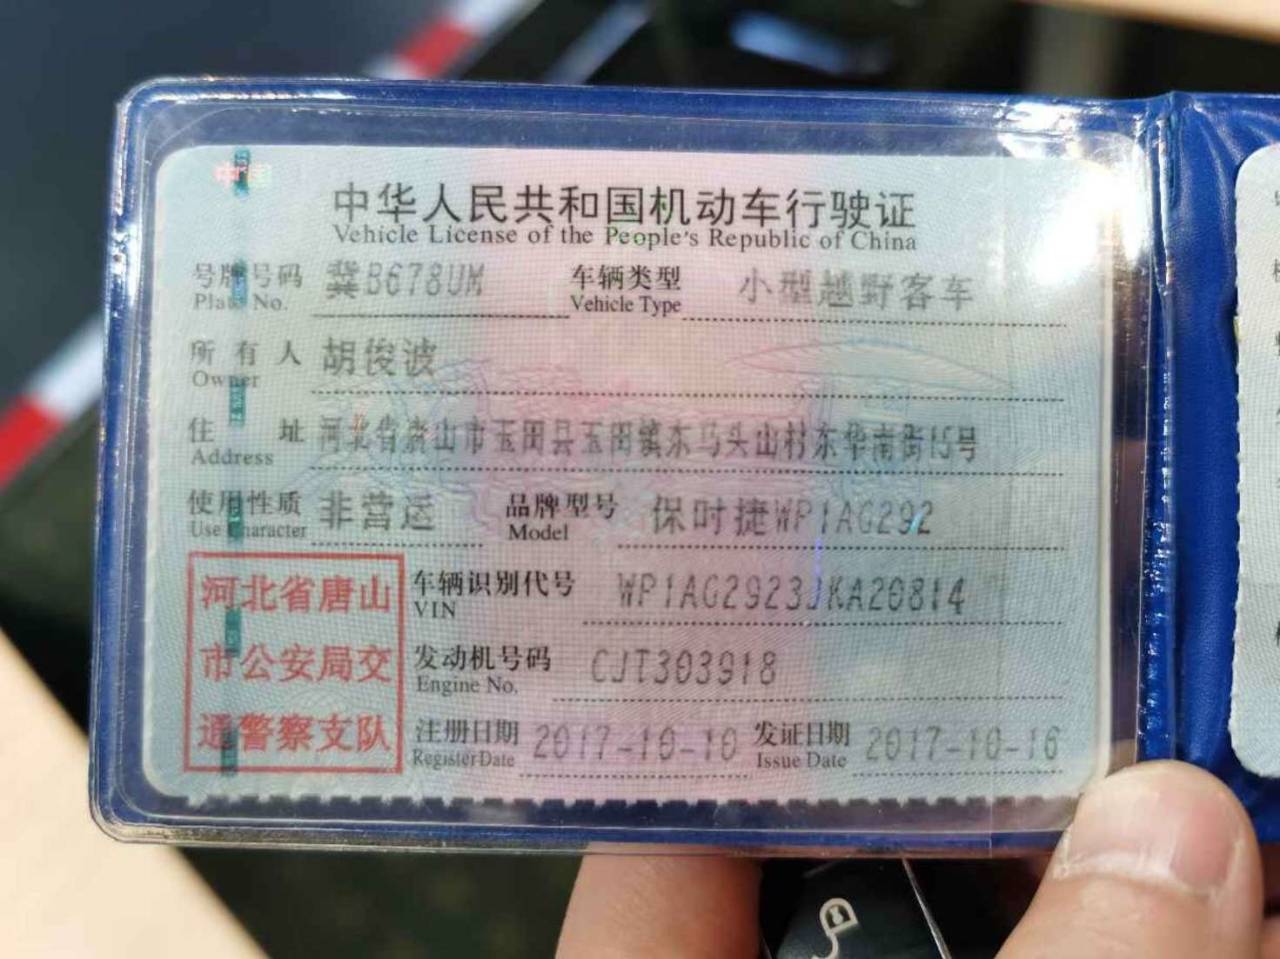 中华人民共和国机动车行驶证
Vehicle License of the People's Republic of China
号牌号码 冀B678UM 车辆类型 小型越野客车
Plate No. Vehicle Type
所有人 胡俊波
Owner
住址 河北省唐山市玉田县玉田镇东马头山村东华南街15号
Address
使用性质 非营运 品牌型号 保时捷WP1AG292
Use Character Model
车辆识别代号 WP1AG2923JKA20814
VIN
发动机号码 CJT303918
Engine No.
注册日期 2017-10-10 发证日期 2017-10-16
Register Date Issue Date
河北省唐山
市公安局交
通警察支队